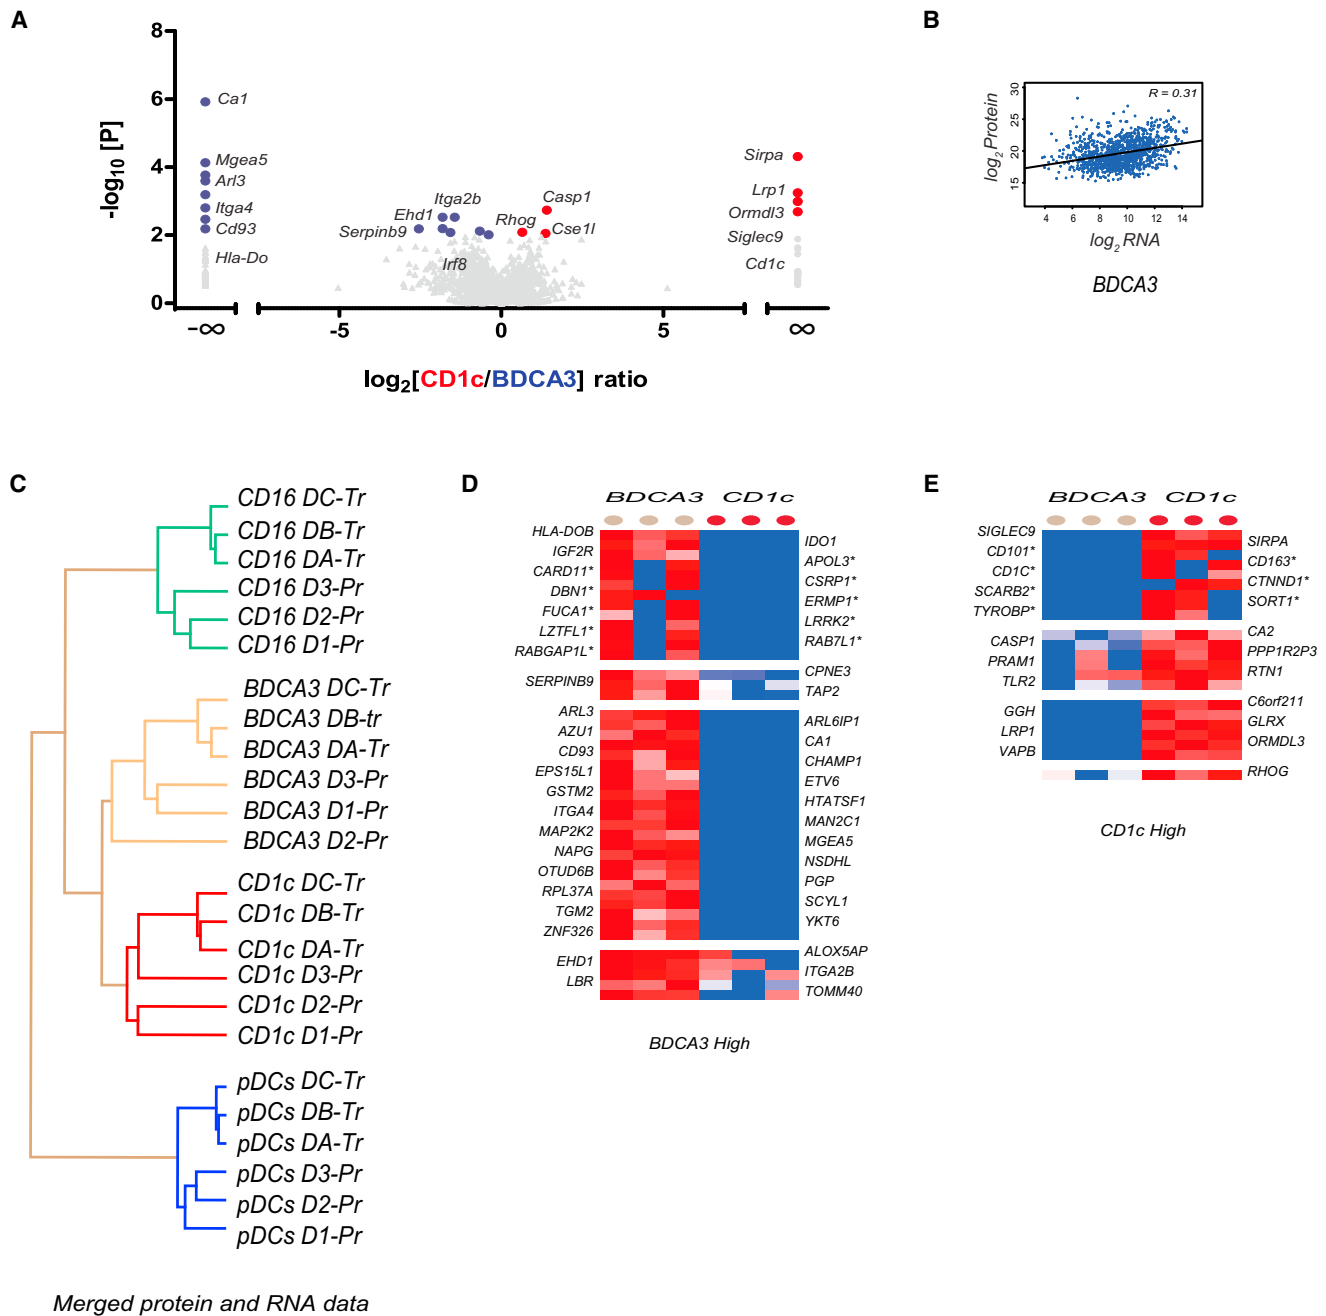 A
8
6
4
2
0
-log10 [P]
Ca1
Mgea5
Arl3
Itga4
Cd93
Hla-Do
Itga2b
Ehd1
Serpinb9
Irf8
Casp1
Rhog
Cse1l
Sirpa
Lrp1
Ormdl3
Siglec9
Cd1c
−∞
-5
0
5
∞
log2[CD1c/BDCA3] ratio
B
30
25
20
15
log2 Protein
R = 0.31
4 6 8 10 12 14
log2 RNA
BDCA3
C
CD16 DC-Tr
CD16 DB-Tr
CD16 DA-Tr
CD16 D3-Pr
CD16 D2-Pr
CD16 D1-Pr
BDCA3 DC-Tr
BDCA3 DB-tr
BDCA3 DA-Tr
BDCA3 D3-Pr
BDCA3 D1-Pr
BDCA3 D2-Pr
CD1c DC-Tr
CD1c DB-Tr
CD1c DA-Tr
CD1c D3-Pr
CD1c D2-Pr
CD1c D1-Pr
pDCs DC-Tr
pDCs DB-Tr
pDCs DA-Tr
pDCs D3-Pr
pDCs D2-Pr
pDCs D1-Pr
Merged protein and RNA data
D
BDCA3 CD1c
HLA-DOB
IGF2R
CARD11*
DBN1*
FUCA1*
LZTFL1*
RABGAP1L*
IDO1
APOL3*
CSRP1*
ERMP1*
LRRK2*
RAB7L1*
SERPINB9
CPNE3
TAP2
ARL3
AZU1
CD93
EPS15L1
GSTM2
ITGA4
MAP2K2
NAPG
OTUD6B
RPL37A
TGM2
ZNF326
ARL6IP1
CA1
CHAMP1
ETV6
HTATSF1
MAN2C1
MGEA5
NSDHL
PGP
SCYL1
YKT6
EHD1
LBR
ALOX5AP
ITGA2B
TOMM40
BDCA3 High
E
BDCA3 CD1c
SIGLEC9
CD101*
CD1C*
SCARB2*
TYROBP*
SIRPA
CD163*
CTNND1*
SORT1*
CASP1
PRAM1
TLR2
CA2
PPP1R2P3
RTN1
GGH
LRP1
VAPB
C6orf211
GLRX
ORMDL3
RHOG
CD1c High